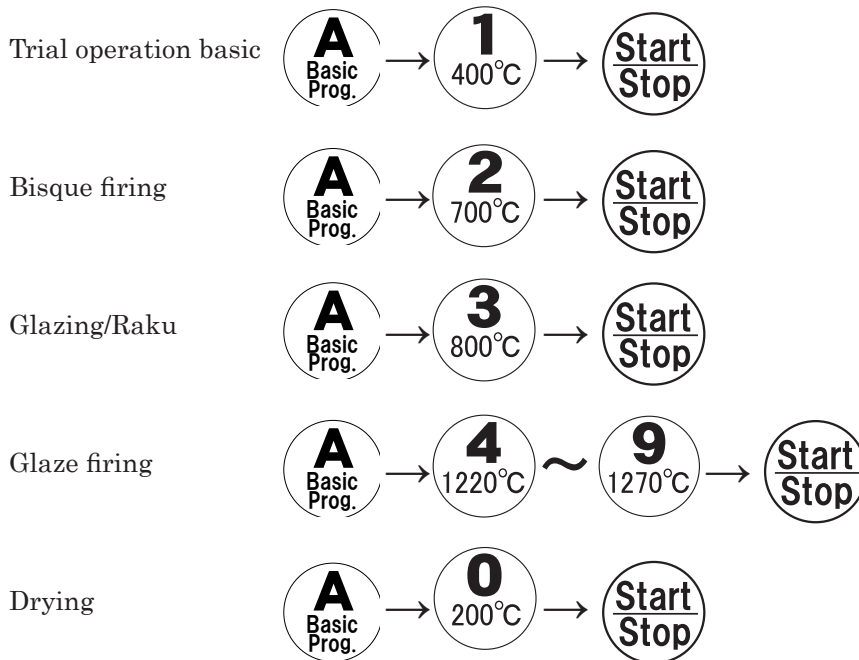 Trial operation basic A Basic Prog. → 1 400°C → Start Stop
Bisque firing A Basic Prog. → 2 700°C → Start Stop
Glazing/Raku A Basic Prog. → 3 800°C → Start Stop
Glaze firing A Basic Prog. → 4 1220°C ~ 9 1270°C → Start Stop
Drying A Basic Prog. → 0 200°C → Start Stop